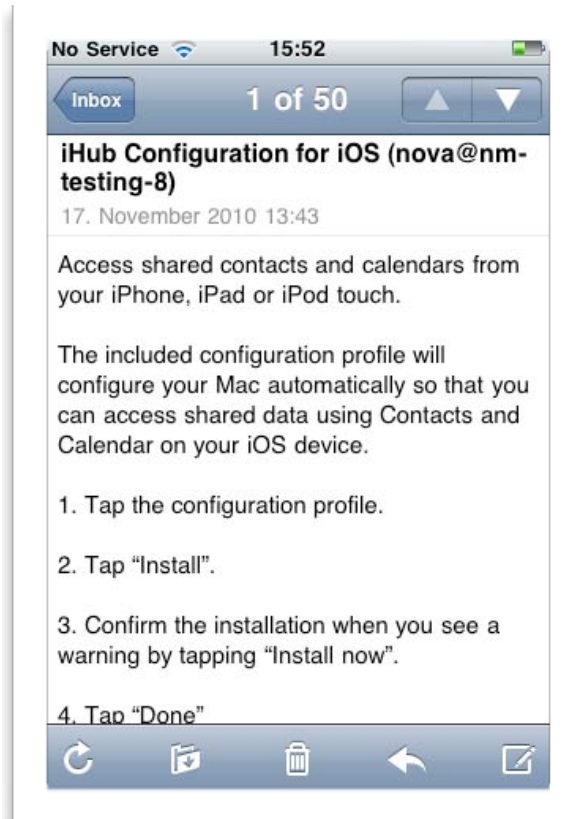 No Service 15:52
Inbox 1 of 50
iHub Configuration for iOS (nova@nm-
testing-8)
17. November 2010 13:43
Access shared contacts and calendars from
your iPhone, iPad or iPod touch.
The included configuration profile will
configure your Mac automatically so that you
can access shared data using Contacts and
Calendar on your iOS device.
1. Tap the configuration profile.
2. Tap “Install”.
3. Confirm the installation when you see a
warning by tapping “Install now”.
4. Tap “Done”